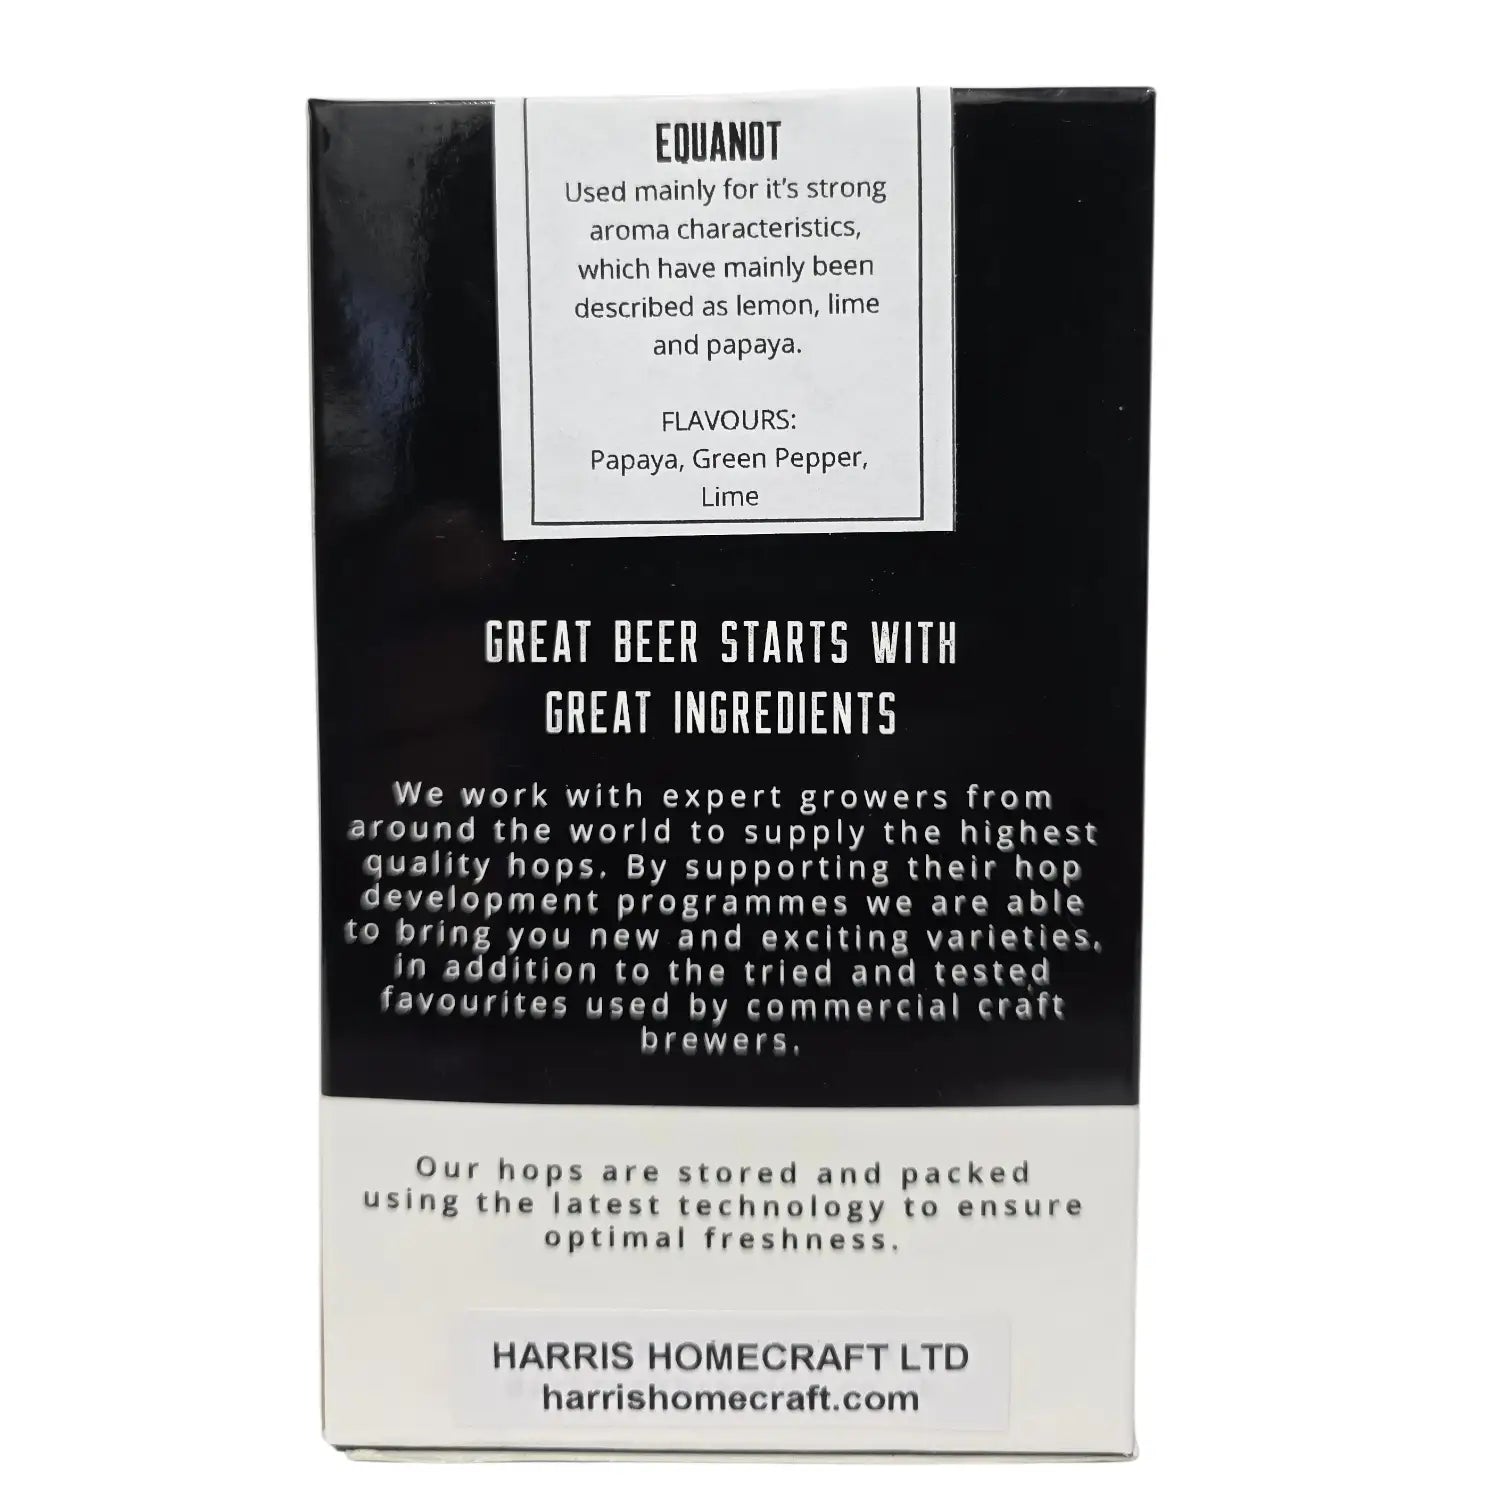 EQUANOT
Used mainly for it's strong
aroma characteristics,
which have mainly been
described as lemon, lime
and papaya.
FLAVOURS:
Papaya, Green Pepper,
Lime
GREAT BEER STARTS WITH
GREAT INGREDIENTS
We work with expert growers from
around the world to supply the highest
quality hops. By supporting their hop
development programmes we are able
to bring you new and exciting varieties,
in addition to the tried and tested
favourites used by commercial craft
brewers.
Our hops are stored and packed
using the latest technology to ensure
optimal freshness.
HARRIS HOMECRAFT LTD
harrishomecraft.com